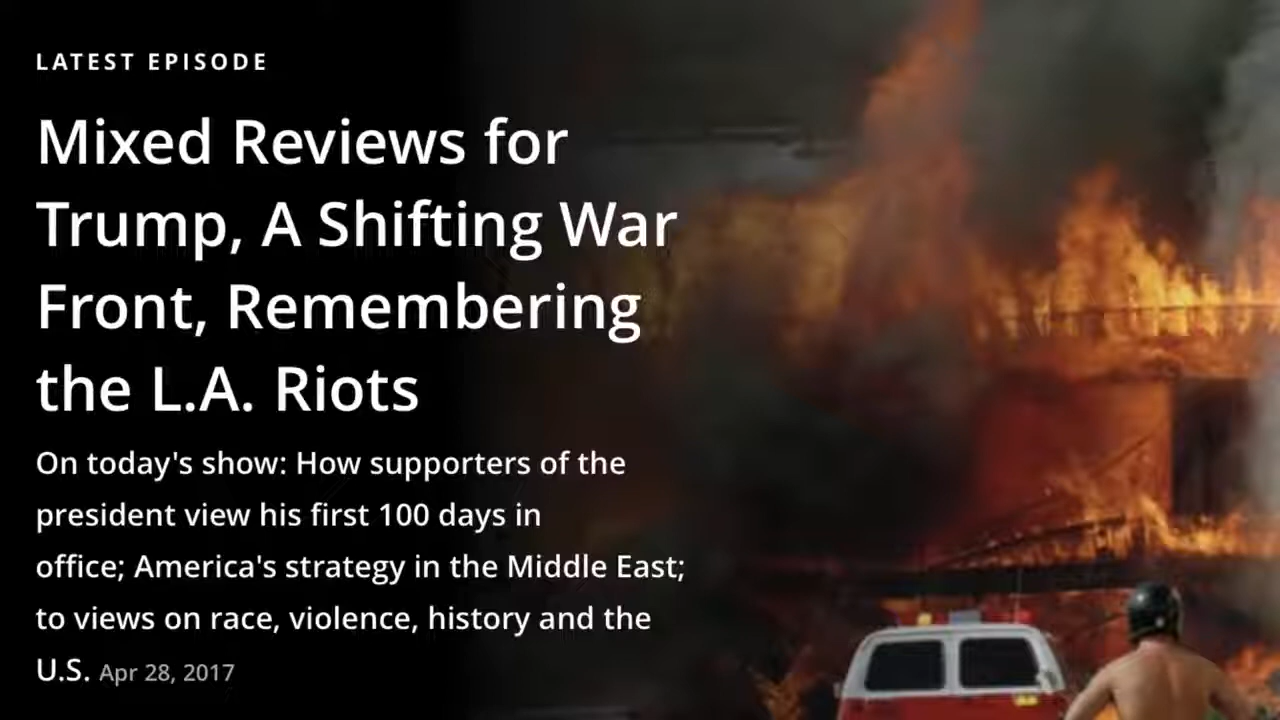 LATEST EPISODE
Mixed Reviews for
Trump, A Shifting War
Front, Remembering
the L.A. Riots
On today's show: How supporters of the
president view his first 100 days in
office; America's strategy in the Middle East;
to views on race, violence, history and the
U.S. Apr 28, 2017